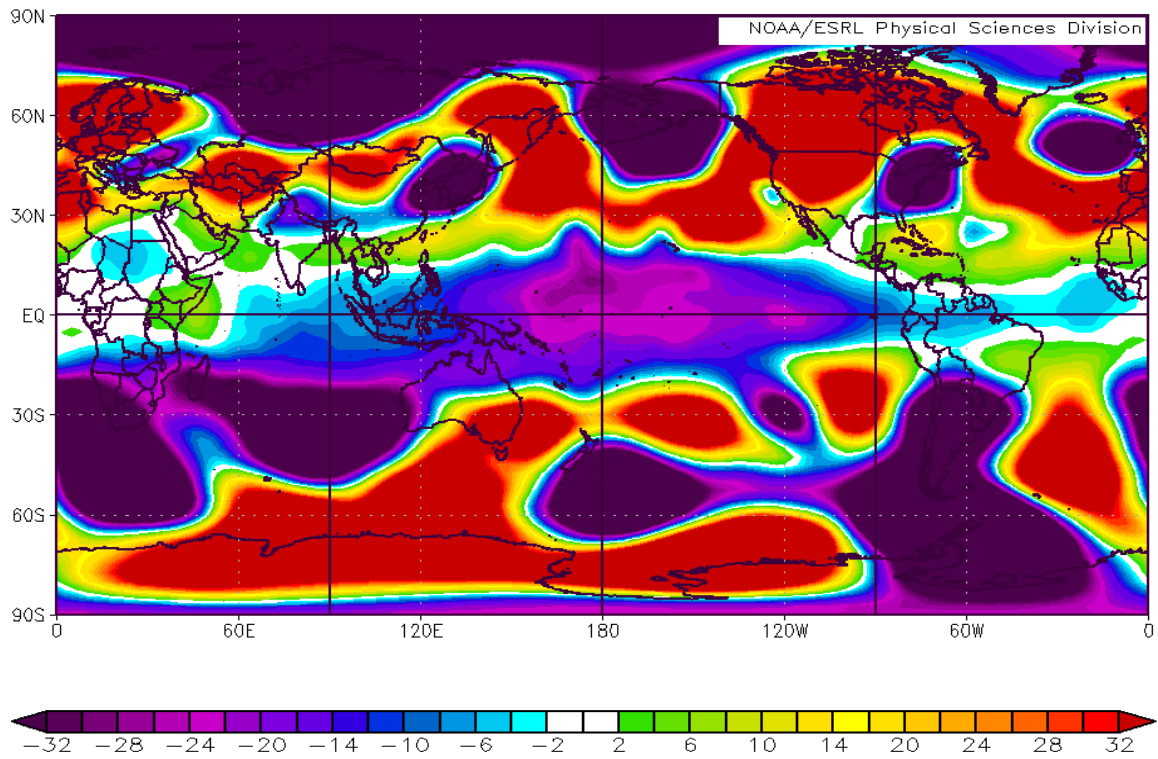 90N
NOAA/ESRL Physical Sciences Division
60N
30N
EQ
30S
60S
90S
0 60E 120E 180 120W 60W 0
−32 −28 −24 −20 −14 −10 −6 −2 2 6 10 14 20 24 28 32